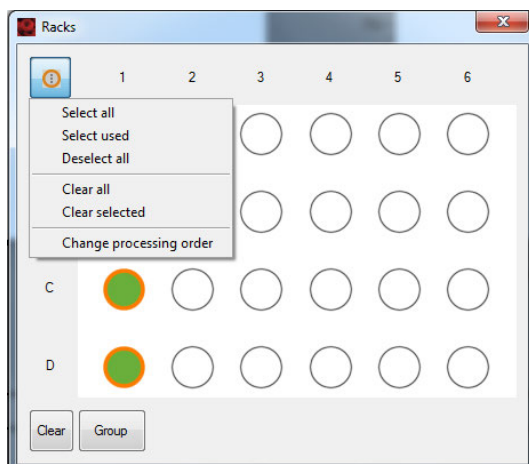 Racks
1 2 3 4 5 6
Select all
Select used
Deselect all
Clear all
Clear selected
Change processing order
C
D
Clear Group